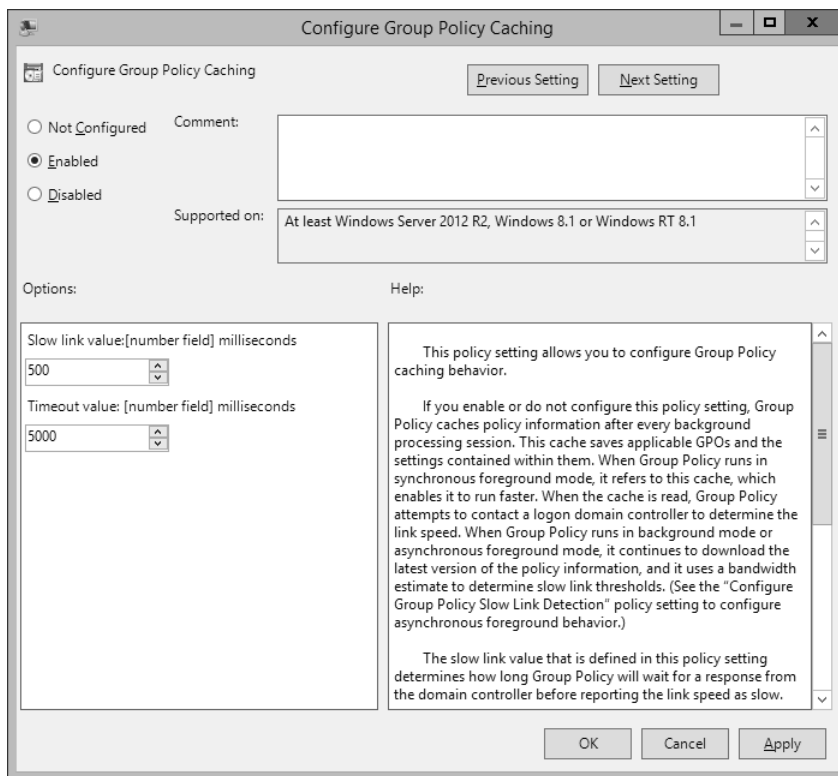 Configure Group Policy Caching
Configure Group Policy Caching
Previous Setting
Next Setting
Not Configured
Comment:
Enabled
Disabled
Supported on:
At least Windows Server 2012 R2, Windows 8.1 or Windows RT 8.1
Options:
Help:
Slow link value:[number field] milliseconds
500
Timeout value: [number field] milliseconds
5000
This policy setting allows you to configure Group Policy
caching behavior.
If you enable or do not configure this policy setting, Group
Policy caches policy information after every background
processing session. This cache saves applicable GPOs and the
settings contained within them. When Group Policy runs in
synchronous foreground mode, it refers to this cache, which
enables it to run faster. When the cache is read, Group Policy
attempts to contact a logon domain controller to determine the
link speed. When Group Policy runs in background mode or
asynchronous foreground mode, it continues to download the
latest version of the policy information, and it uses a bandwidth
estimate to determine slow link thresholds. (See the “Configure
Group Policy Slow Link Detection” policy setting to configure
asynchronous foreground behavior.)
The slow link value that is defined in this policy setting
determines how long Group Policy will wait for a response from
the domain controller before reporting the link speed as slow.
OK
Cancel
Apply